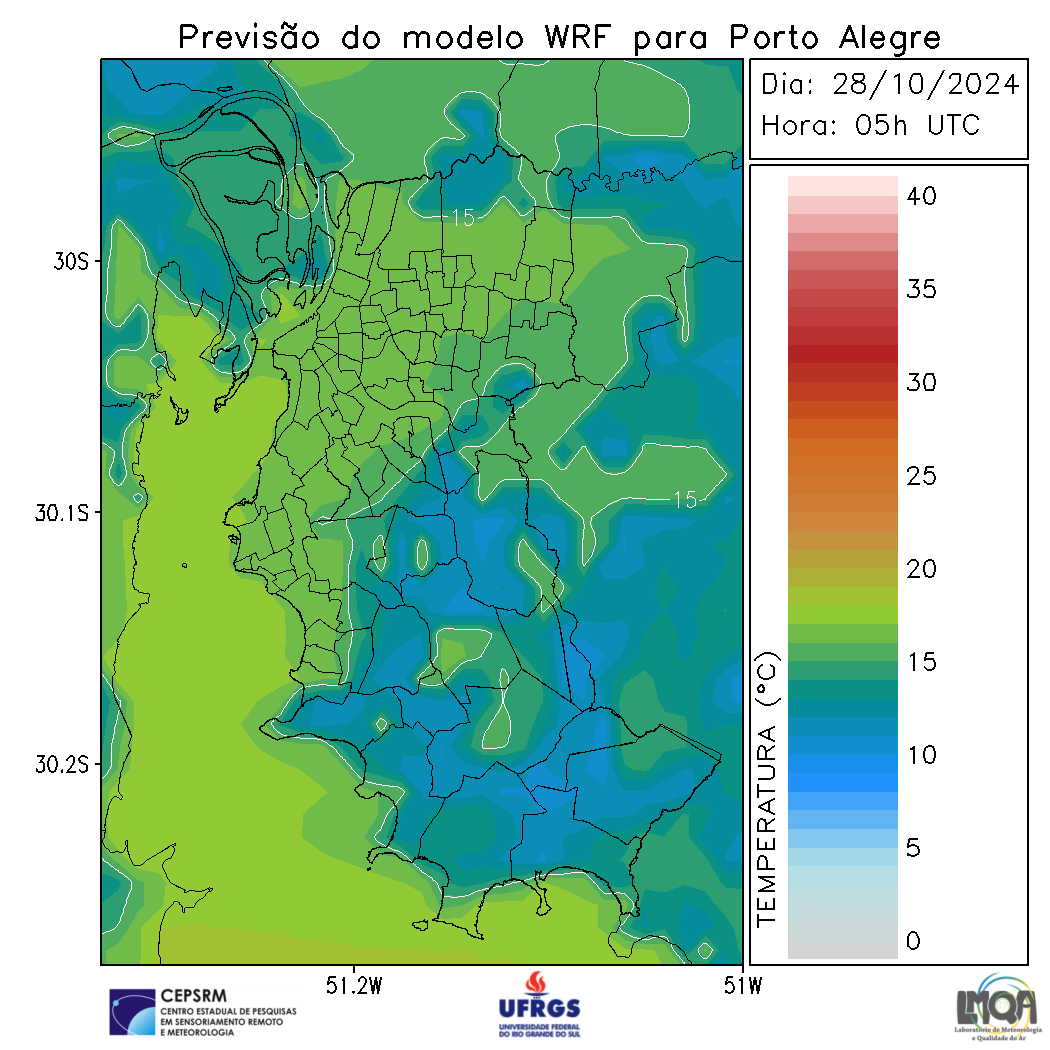 Previsão do modelo WRF para Porto Alegre
Dia: 28/10/2024
Hora: 05h UTC
30S
30.1S
30.2S
51.2W
51W
15
15
40
35
30
25
20
15
10
5
0
TEMPERATURA (°C)
CEPSRM
CENTRO ESTADUAL DE PESQUISAS
EM SENSORIAMENTO REMOTO
E METEOROLOGIA
UFRGS
UNIVERSIDADE FEDERAL
DO RIO GRANDE DO SUL
LMQA
Laboratório de Meteorologia
e Qualidade do Ar